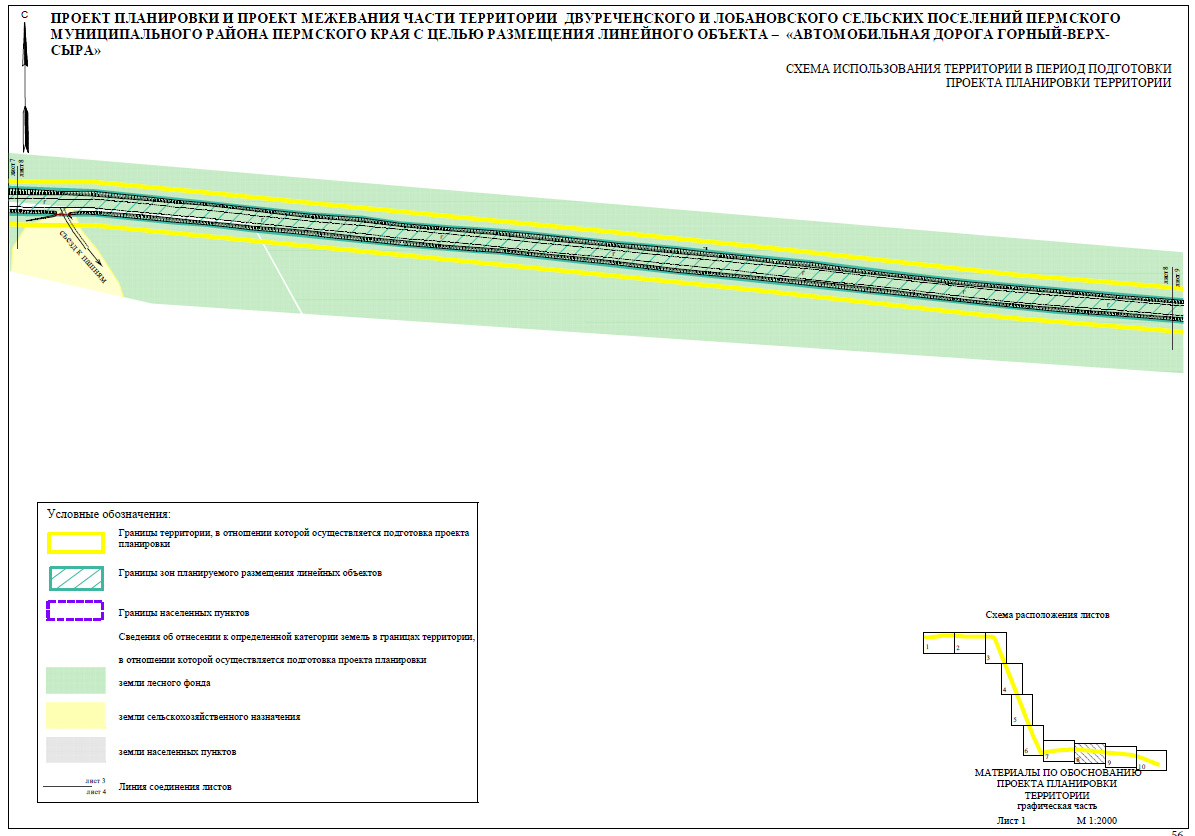 С
ПРОЕКТ ПЛАНИРОВКИ И ПРОЕКТ МЕЖЕВАНИЯ ЧАСТИ ТЕРРИТОРИИ ДВУРЕЧЕНСКОГО И ЛОБАНОВСКОГО СЕЛЬСКИХ ПОСЕЛЕНИЙ ПЕРМСКОГО
МУНИЦИПАЛЬНОГО РАЙОНА ПЕРМСКОГО КРАЯ С ЦЕЛЬЮ РАЗМЕЩЕНИЯ ЛИНЕЙНОГО ОБЪЕКТА – «АВТОМОБИЛЬНАЯ ДОРОГА ГОРНЫЙ-ВЕРХ-
СЫРА»
СХЕМА ИСПОЛЬЗОВАНИЯ ТЕРРИТОРИИ В ПЕРИОД ПОДГОТОВКИ
ПРОЕКТА ПЛАНИРОВКИ ТЕРРИТОРИИ
лист 7
лист 8
съезд к пашням
лист 8
лист 9
Условные обозначения:
Границы территории, в отношении которой осуществляется подготовка проекта
планировки
Границы зон планируемого размещения линейных объектов
Границы населенных пунктов
Сведения об отнесении к определенной категории земель в границах территории,
в отношении которой осуществляется подготовка проекта планировки
земли лесного фонда
земли сельскохозяйственного назначения
земли населенных пунктов
лист 3
лист 4
Линия соединения листов
Схема расположения листов
1
2
3
4
5
6
7
8
9
10
МАТЕРИАЛЫ ПО ОБОСНОВАНИЮ
ПРОЕКТА ПЛАНИРОВКИ
ТЕРРИТОРИИ
графическая часть
Лист 1 М 1:2000
56